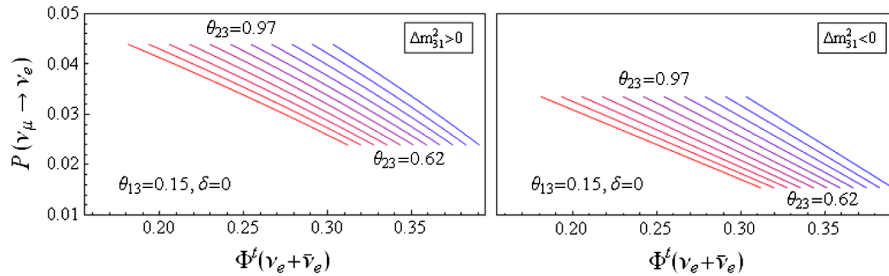 0.05
0.04
0.03
0.02
0.01
P(ν_μ → ν_e)
θ₂₃=0.97
Δm²₃₁>0
θ₂₃=0.62
θ₁₃=0.15, δ=0
0.20 0.25 0.30 0.35
Φᵗ(ν_e+ν̄_e)
Δm²₃₁<0
θ₂₃=0.97
θ₁₃=0.15, δ=0
θ₂₃=0.62
0.20 0.25 0.30 0.35
Φᵗ(ν_e+ν̄_e)